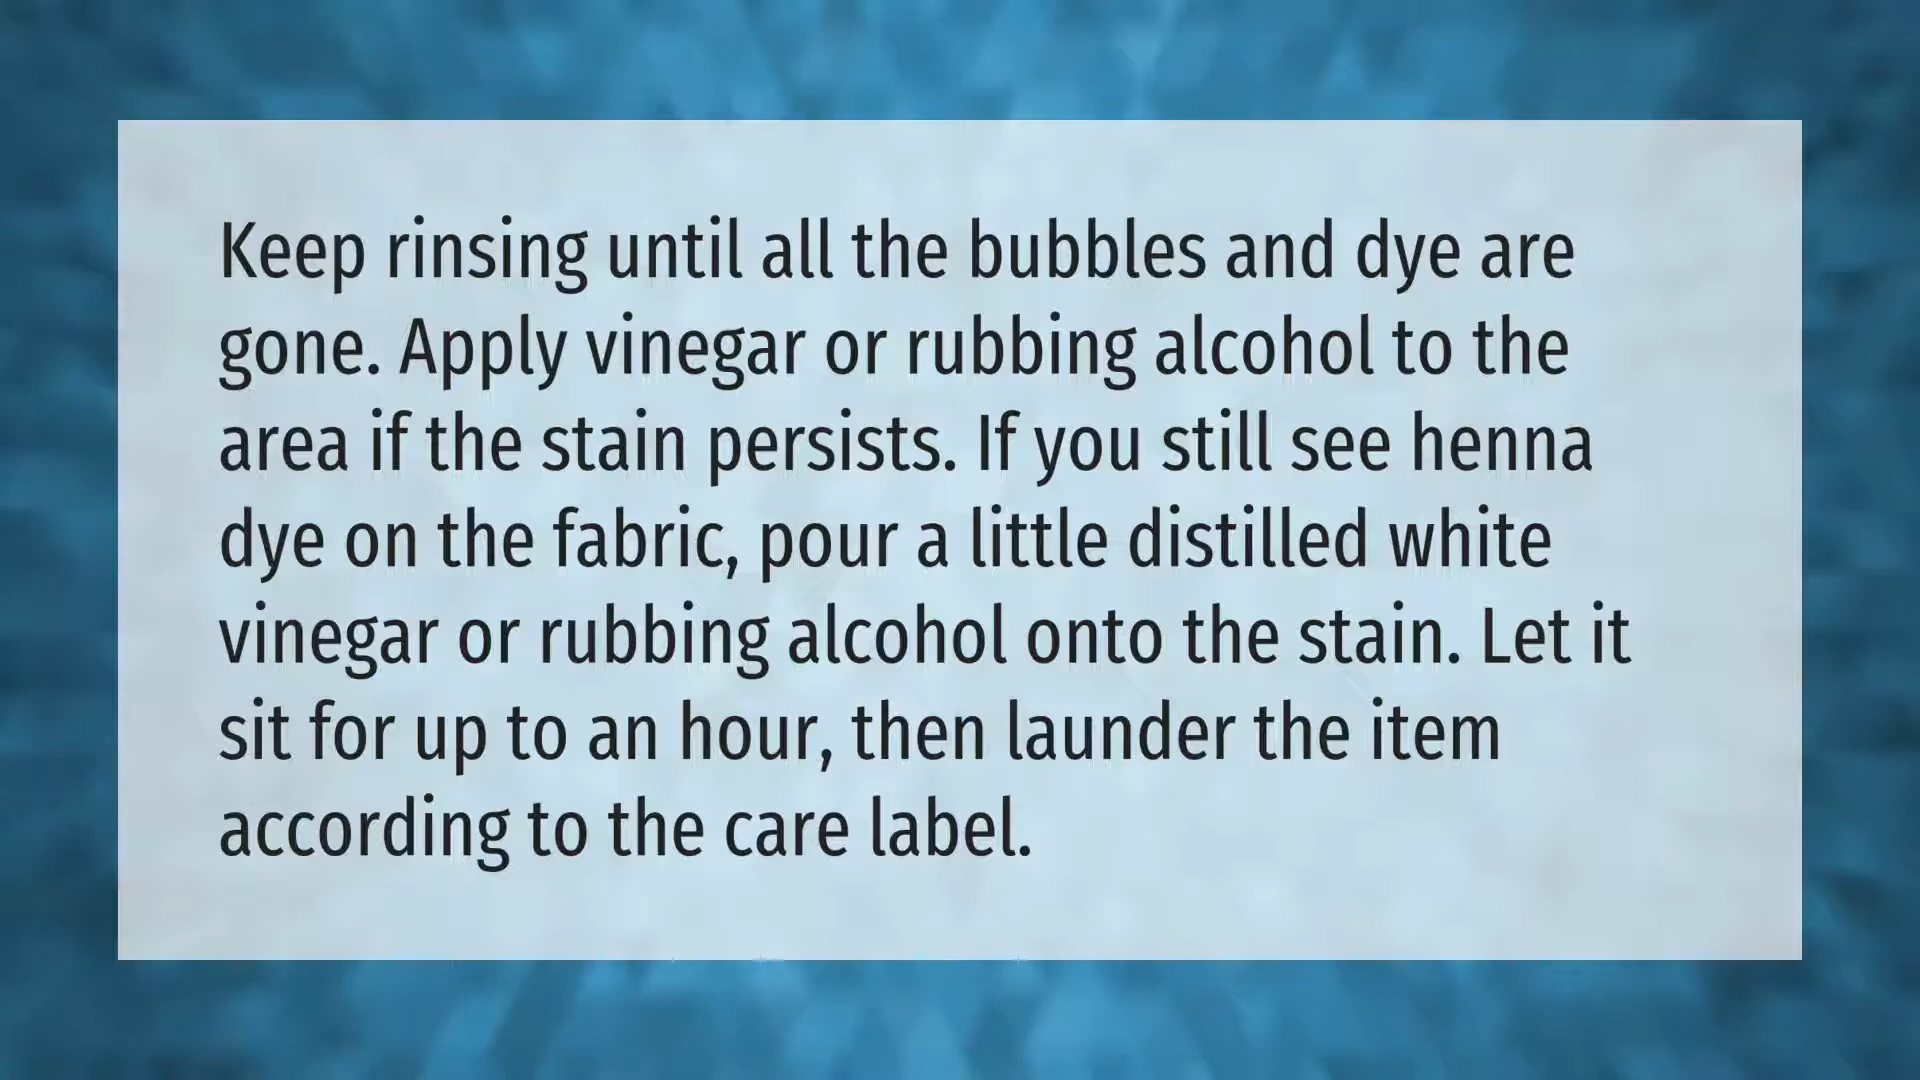 Keep rinsing until all the bubbles and dye are
gone. Apply vinegar or rubbing alcohol to the
area if the stain persists. If you still see henna
dye on the fabric, pour a little distilled white
vinegar or rubbing alcohol onto the stain. Let it
sit for up to an hour, then launder the item
according to the care label.